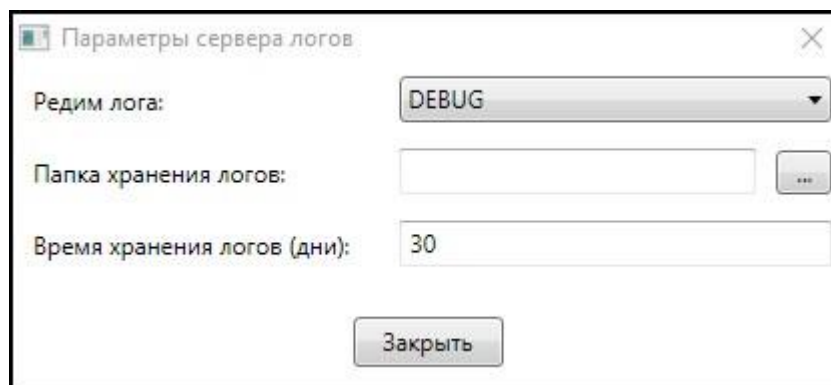 Параметры сервера логов
Редим лога:
DEBUG
Папка хранения логов:
...
Время хранения логов (дни):
30
Закрыть